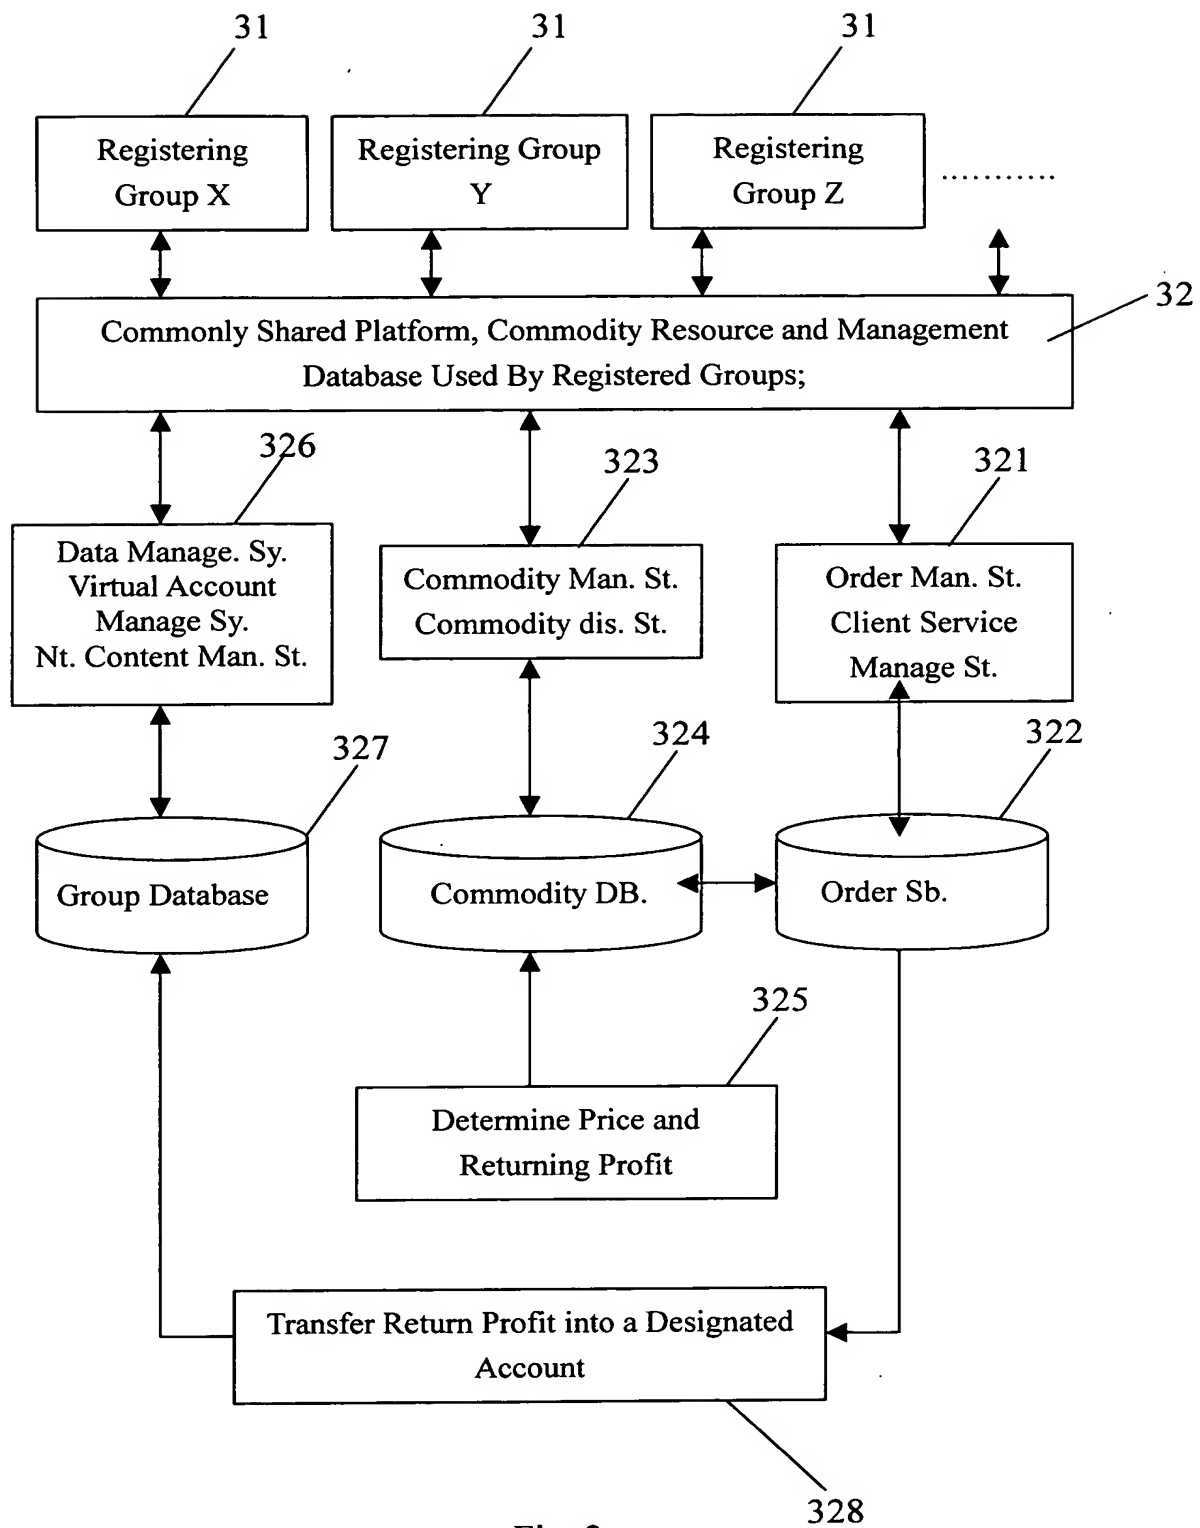 31
31
31
Registering
Group X
Registering Group
Y
Registering
Group Z
...........
32
Commonly Shared Platform, Commodity Resource and Management
Database Used By Registered Groups;
326
323
321
Data Manage. Sy.
Virtual Account
Manage Sy.
Nt. Content Man. St.
Commodity Man. St.
Commodity dis. St.
Order Man. St.
Client Service
Manage St.
327
324
322
Group Database
Commodity DB.
Order Sb.
325
Determine Price and
Returning Profit
Transfer Return Profit into a Designated
Account
328